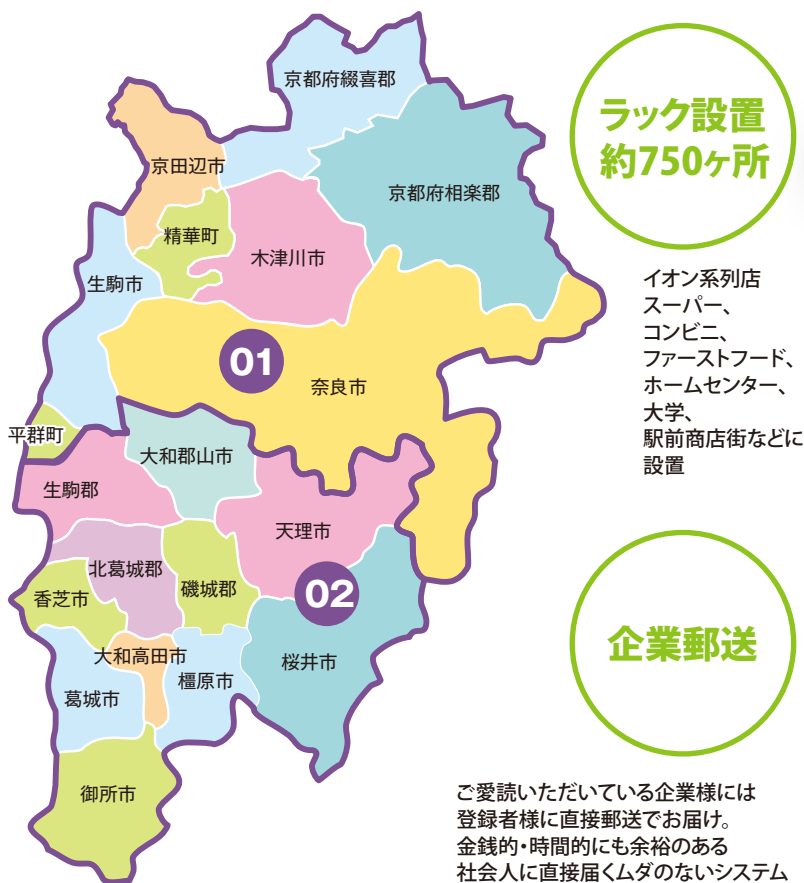 京都府綴喜郡
京田辺市
京都府相楽郡
精華町
木津川市
生駒市
01
奈良市
平群町
大和郡山市
生駒郡
天理市
北葛城郡
磯城郡
02
香芝市
大和高田市
桜井市
葛城市
橿原市
御所市
ラック設置
約750ヶ所
イオン系列店
スーパー、
コンビニ、
ファーストフード、
ホームセンター、
大学、
駅前商店街などに
設置
企業郵送
ご愛読いただいている企業様には
登録者様に直接郵送でお届け。
金銭的・時間的にも余裕のある
社会人に直接届くムダのないシステム